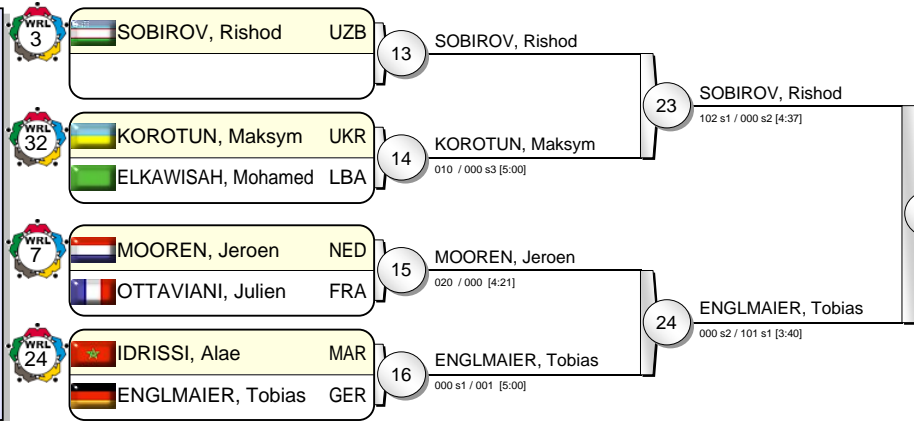 WRL 3
SOBIROV, Rishod UZB
13
SOBIROV, Rishod
WRL 32
KOROTUN, Maksym UKR
ELKAWISAH, Mohamed LBA
14
KOROTUN, Maksym
010 / 000 s3 [5:00]
23
SOBIROV, Rishod
102 s1 / 000 s2 [4:37]
WRL 7
MOOREN, Jeroen NED
OTTAVIANI, Julien FRA
15
MOOREN, Jeroen
020 / 000 [4:21]
WRL 24
IDRISSI, Alae MAR
ENGLMAIER, Tobias GER
16
ENGLMAIER, Tobias
000 s1 / 001 [5:00]
24
ENGLMAIER, Tobias
000 s2 / 101 s1 [3:40]